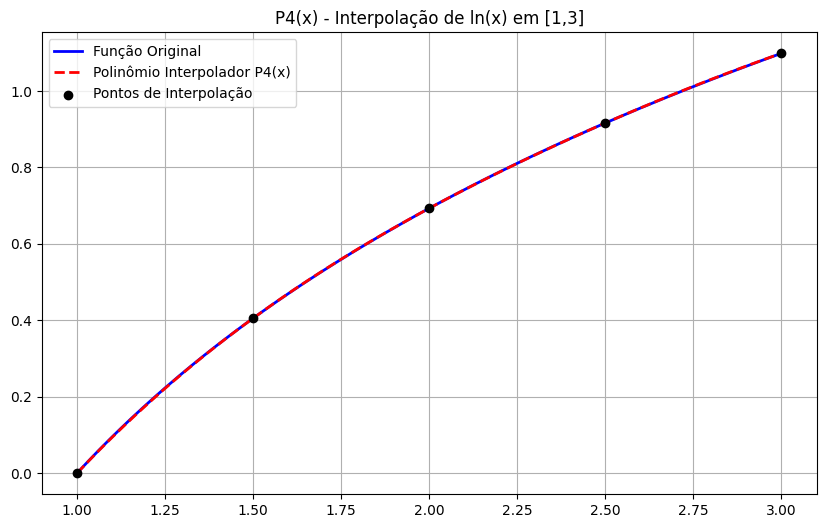 P4(x) - Interpolação de ln(x) em [1,3]
Função Original
Polinômio Interpolador P4(x)
Pontos de Interpolação
1.0
0.8
0.6
0.4
0.2
0.0
1.00 1.25 1.50 1.75 2.00 2.25 2.50 2.75 3.00